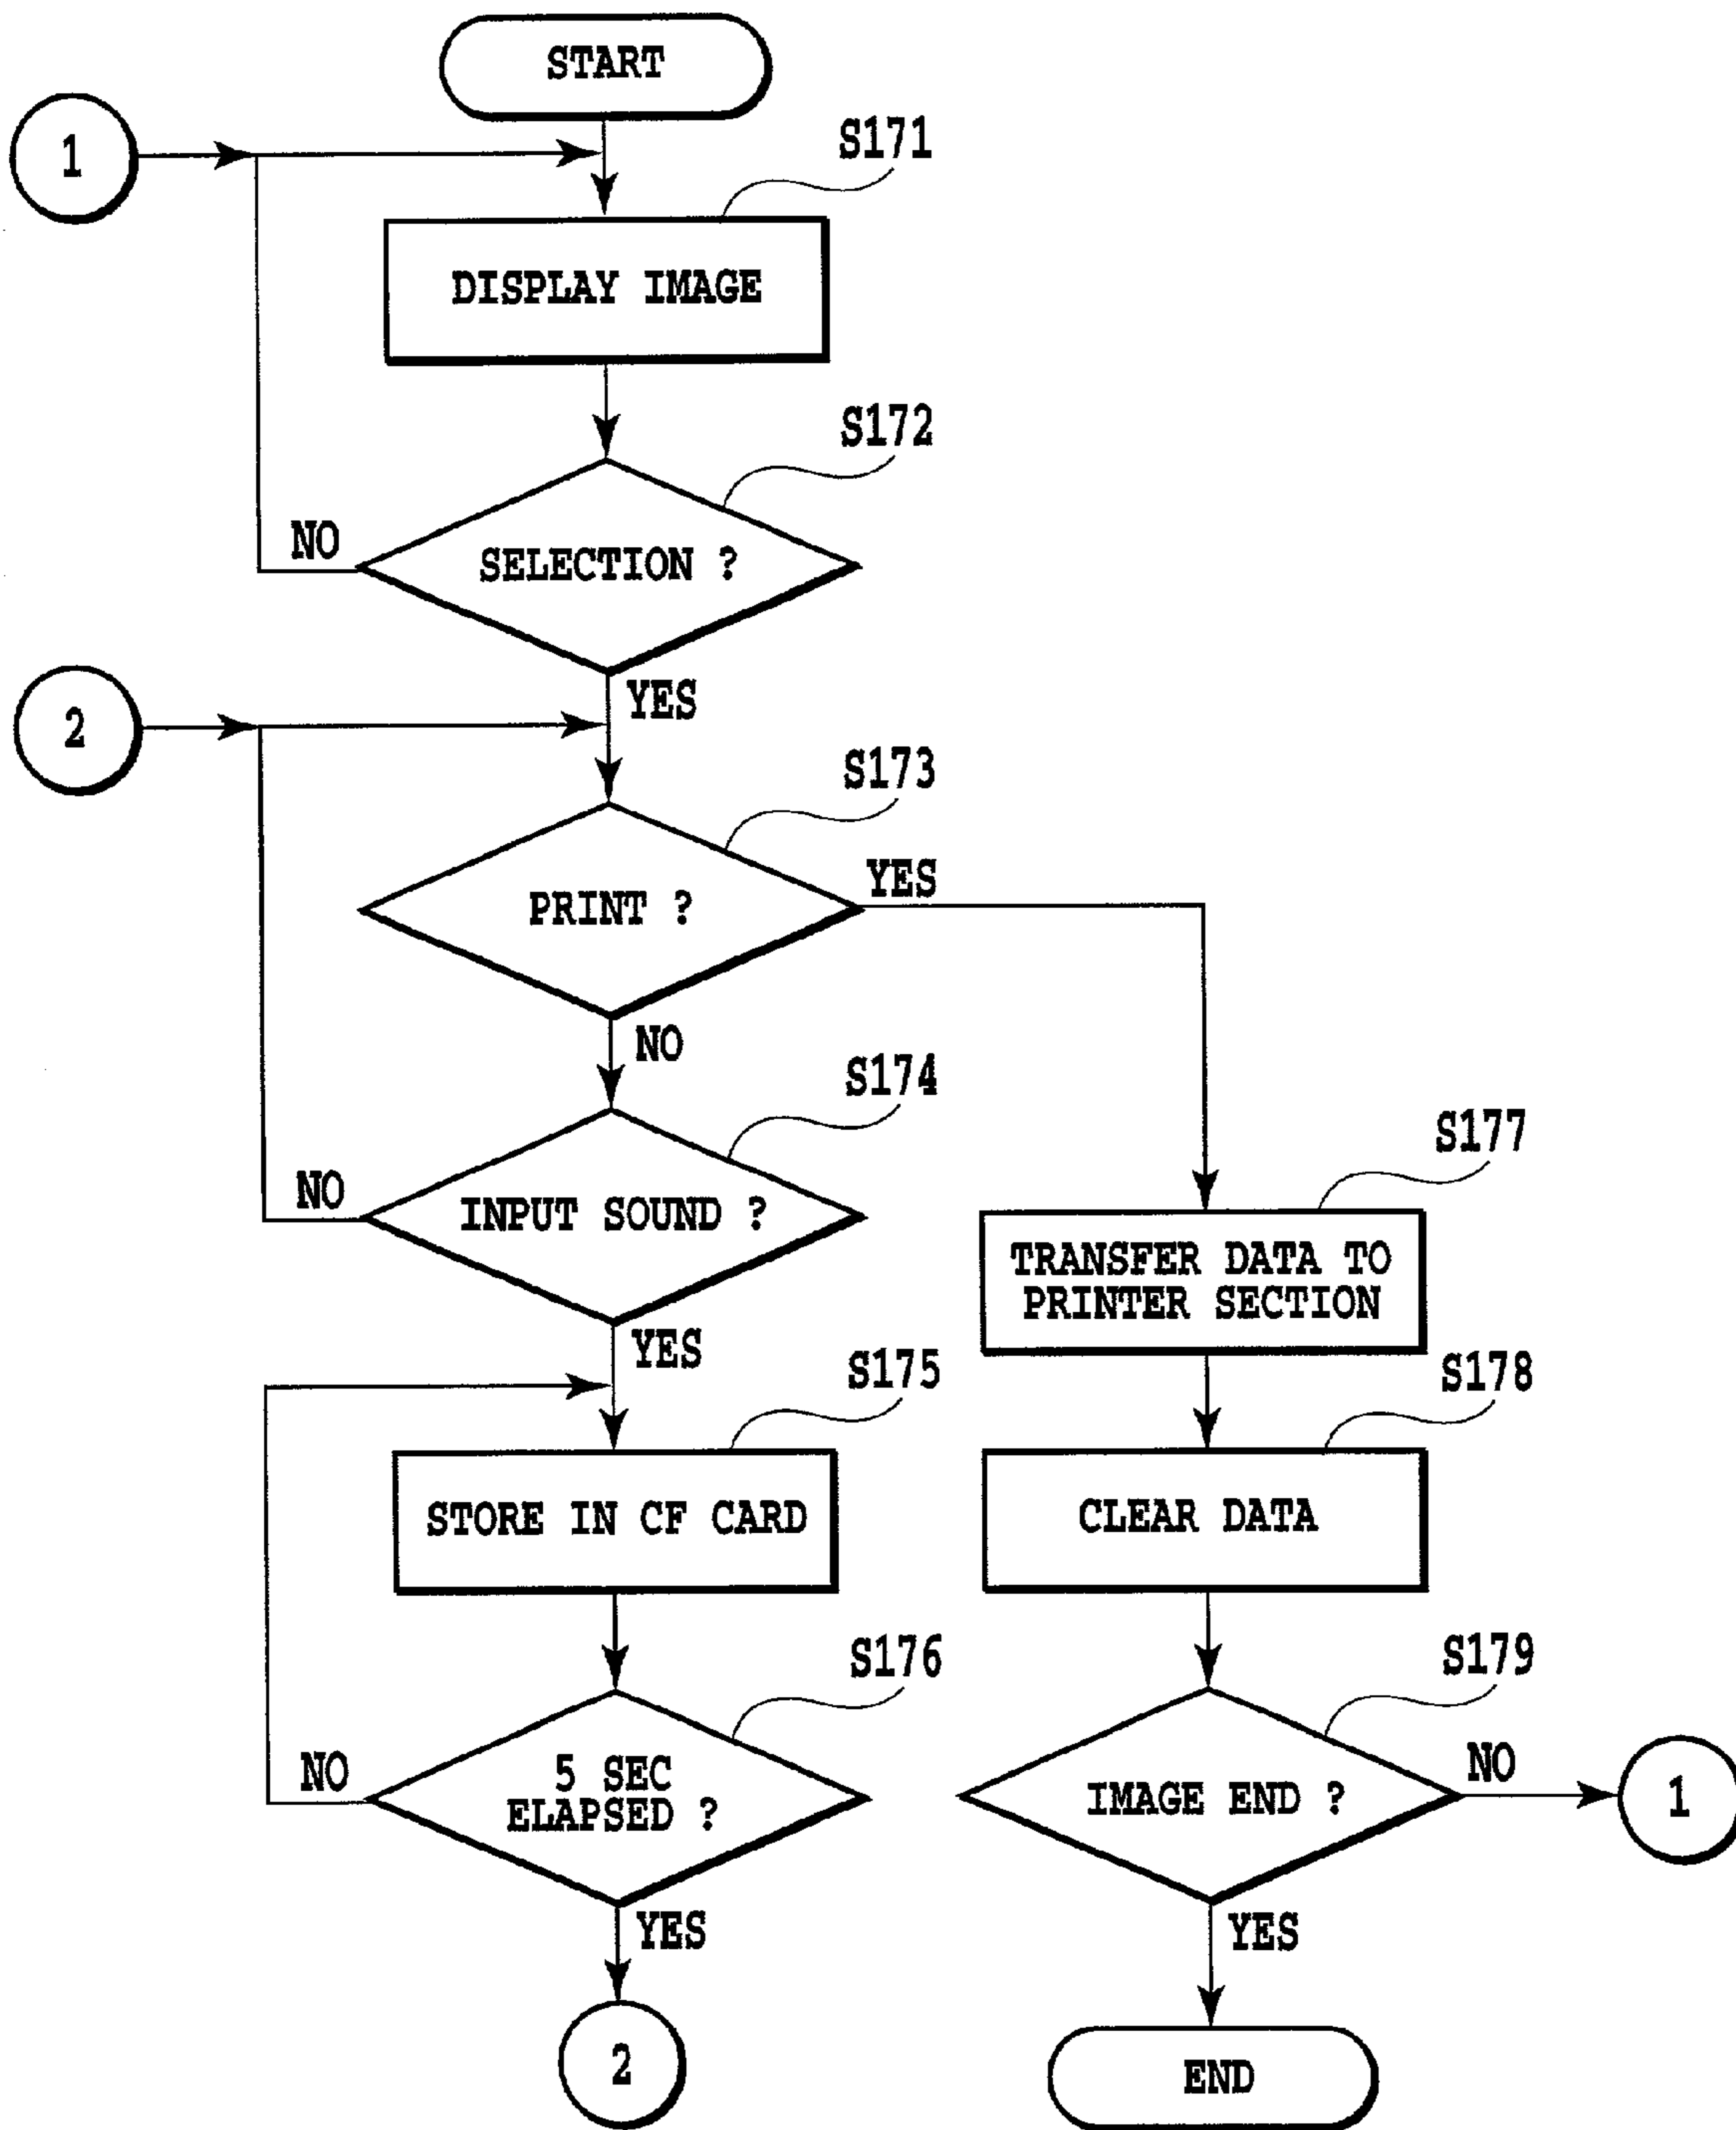 START
1
S171
DISPLAY IMAGE
S172
NO
SELECTION ?
YES
2
S173
YES
PRINT ?
NO
S174
S177
NO
INPUT SOUND ?
TRANSFER DATA TO
PRINTER SECTION
YES
S175
S178
STORE IN CF CARD
CLEAR DATA
S176
S179
NO
5 SEC
ELAPSED ?
IMAGE END ?
NO
1
YES
YES
2
END